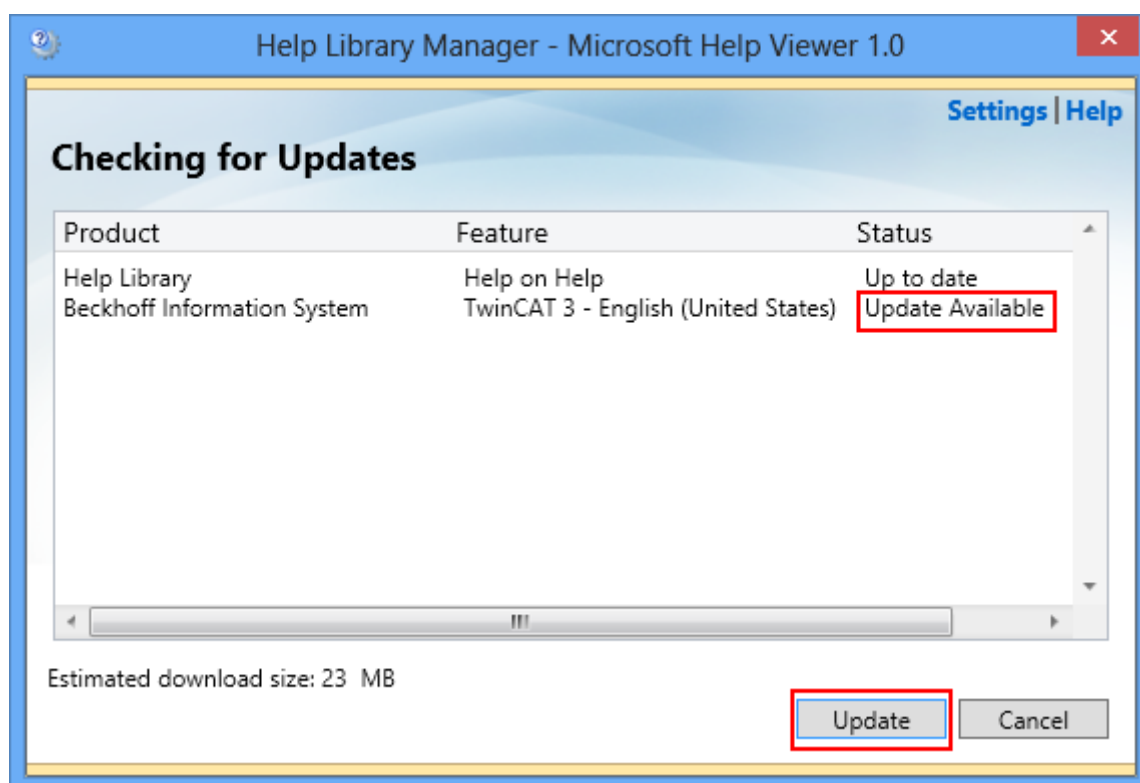 Help Library Manager - Microsoft Help Viewer 1.0
Settings | Help
Checking for Updates
Product Feature Status
Help Library Help on Help Up to date
Beckhoff Information System TwinCAT 3 - English (United States) Update Available
Estimated download size: 23 MB
Update Cancel